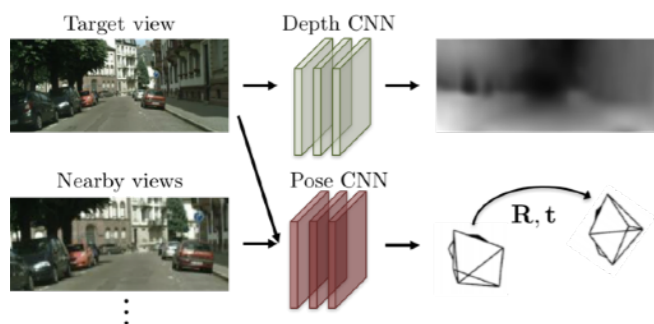 Target view
Depth CNN
Nearby views
Pose CNN
R, t